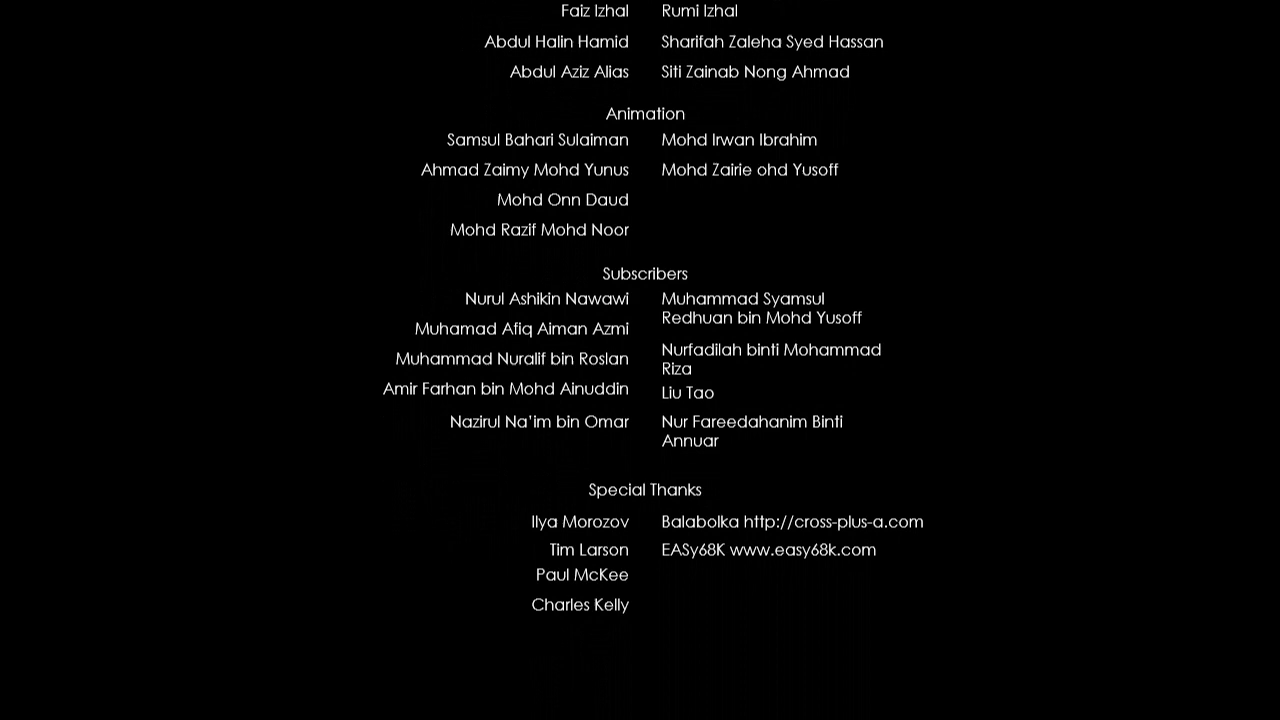 Faiz Izhal Rumi Izhal
Abdul Halin Hamid Sharifah Zaleha Syed Hassan
Abdul Aziz Alias Siti Zainab Nong Ahmad
Animation
Samsul Bahari Sulaiman Mohd Irwan Ibrahim
Ahmad Zaimy Mohd Yunus Mohd Zairie ohd Yusoff
Mohd Onn Daud
Mohd Razif Mohd Noor
Subscribers
Nurul Ashikin Nawawi Muhammad Syamsul
Redhuan bin Mohd Yusoff
Muhamad Afiq Aiman Azmi
Nurfadilah binti Mohammad
Muhammad Nuralif bin Roslan
Riza
Amir Farhan bin Mohd Ainuddin Liu Tao
Nazirul Na'im bin Omar Nur Fareedahanim Binti
Annuar
Special Thanks
Ilya Morozov Balabolka http://cross-plus-a.com
Tim Larson EASy68K www.easy68k.com
Paul McKee
Charles Kelly